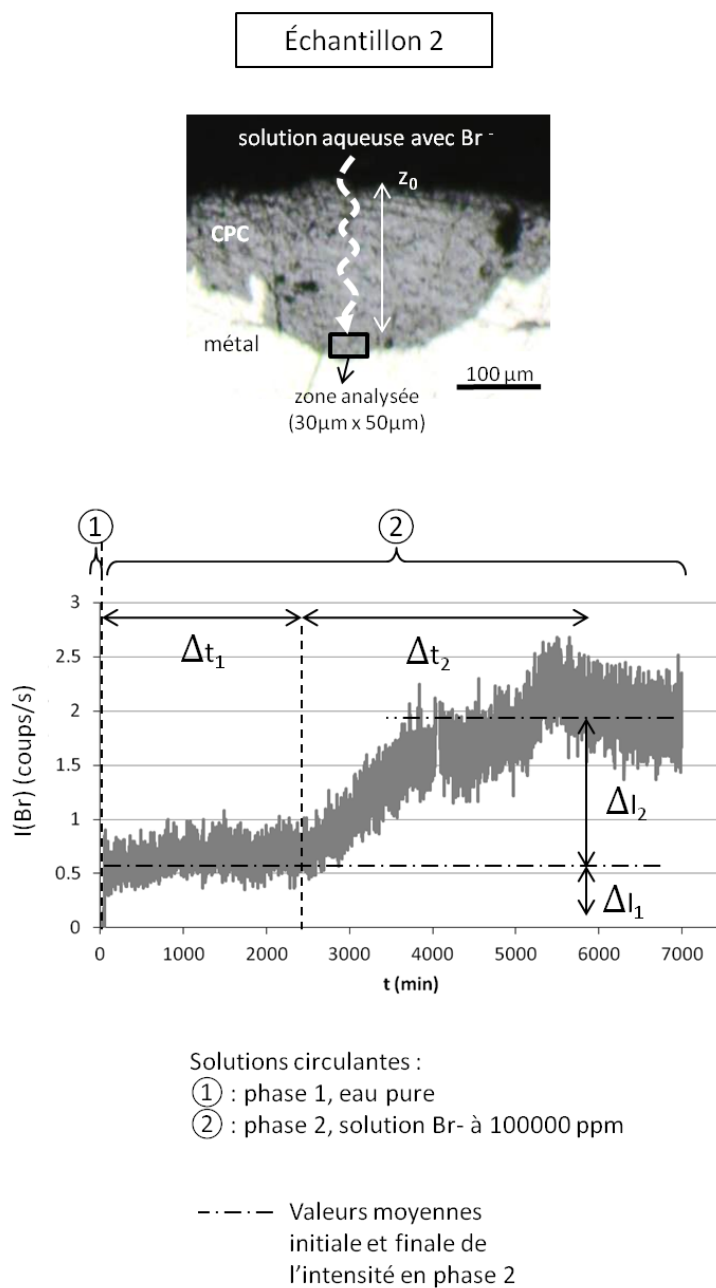 Échantillon 2
solution aqueuse avec Br -
z0
CPC
métal
100 µm
zone analysée
(30µm x 50µm)
1
2
3
2.5
2
1.5
1
0.5
0
Δt1
Δt2
ΔI2
ΔI1
I(Br) (coups/s)
0 1000 2000 3000 4000 5000 6000 7000
t (min)
Solutions circulantes :
1 : phase 1, eau pure
2 : phase 2, solution Br- à 100000 ppm
Valeurs moyennes
initiale et finale de
l'intensité en phase 2